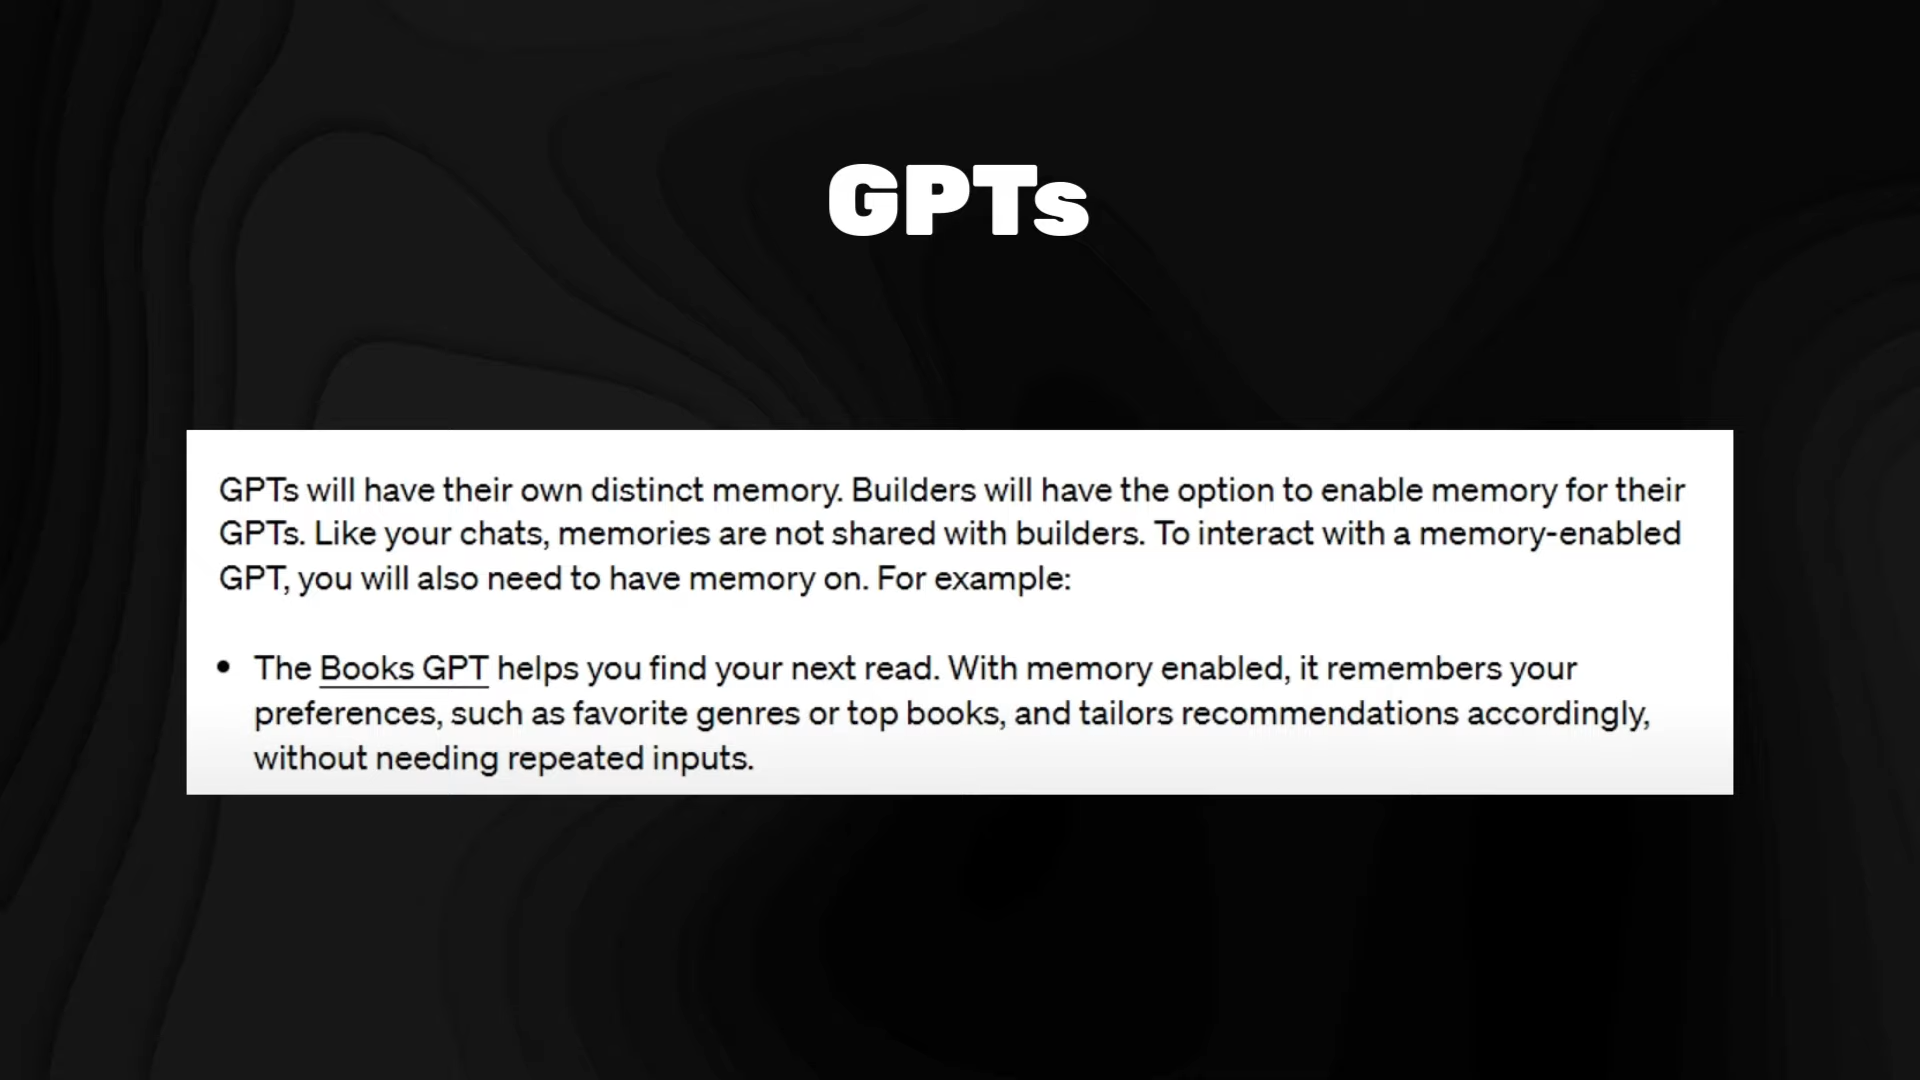 GPTs
GPTs will have their own distinct memory. Builders will have the option to enable memory for their
GPTs. Like your chats, memories are not shared with builders. To interact with a memory-enabled
GPT, you will also need to have memory on. For example:
• The Books GPT helps you find your next read. With memory enabled, it remembers your
preferences, such as favorite genres or top books, and tailors recommendations accordingly,
without needing repeated inputs.